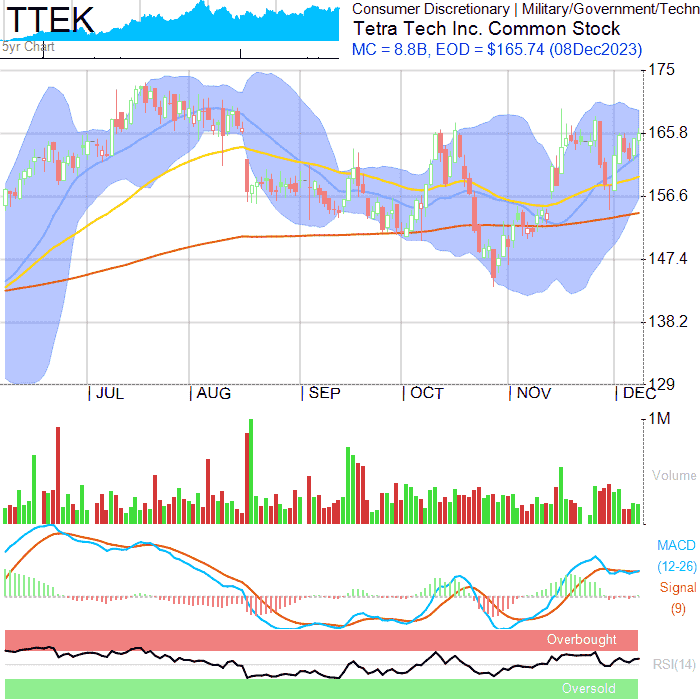 TTEK
5yr Chart
Consumer Discretionary | Military/Government/Techn
Tetra Tech Inc. Common Stock
MC = 8.8B, EOD = $165.74 (08Dec2023)
175
165.8
156.6
147.4
138.2
129
JUL AUG SEP OCT NOV DEC
1M
Volume
MACD
(12-26)
Signal
(9)
Overbought
RSI(14)
Oversold